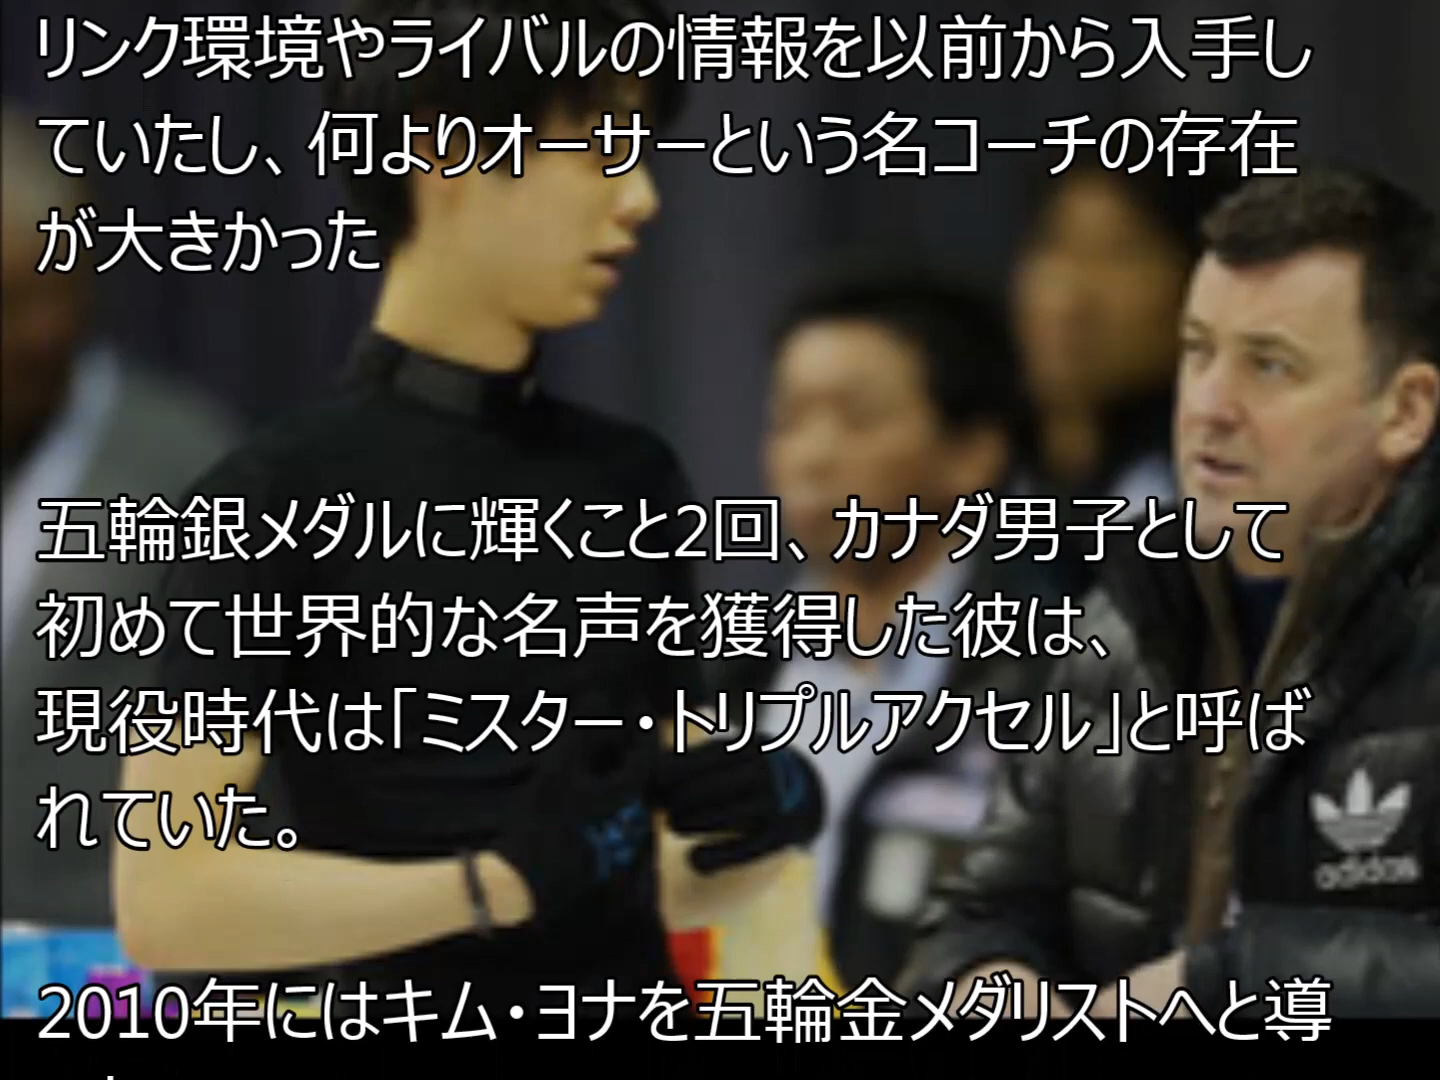 リンク環境やライバルの情報を以前から入手し
ていたし、何よりオーサーという名コーチの存在
が大きかった
五輪銀メダルに輝くこと2回、カナダ男子として
初めて世界的な名声を獲得した彼は、
現役時代は「ミスター・トリプルアクセル」と呼ば
れていた。
adidas
2010年にはキム・ヨナを五輪金メダリストへと導